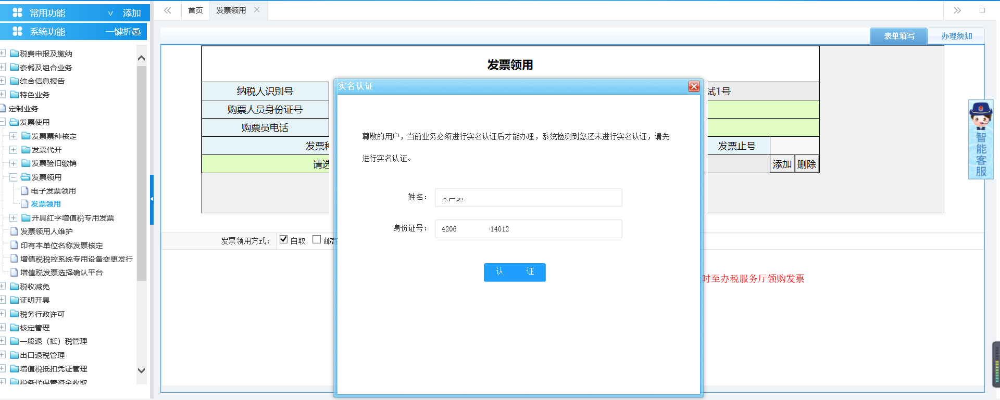 常用功能 ∨ 添加
系统功能 一键折叠
首页 发票领用
表单填写 办理须知
税费申报及缴纳
套餐及组合业务
综合信息报告
特色业务
定制业务
发票使用
发票票种核定
发票代开
发票验旧缴销
发票领用
电子发票领用
发票领用
开具红字增值税专用发票
发票领用人维护
印有本单位名称发票核定
增值税税控系统专用设备变更发行
增值税发票选择确认平台
税收减免
证明开具
税务行政许可
核定管理
一般退（抵）税管理
出口退税管理
增值税抵扣凭证管理
税务代保管资金收取
发票领用
纳税人识别号 试1号
购票人员身份证号
购票员电话
发票种 发票止号
请选 添加 删除
发票领用方式： 自取 邮寄
时至办税服务厅领购发票
实名认证
尊敬的用户，当前业务必须进行实名认证后才能办理，系统检测到您还未进行实名认证，请先
进行实名认证。
姓名：
身份证号： 4206 14012
认 证
智能客服